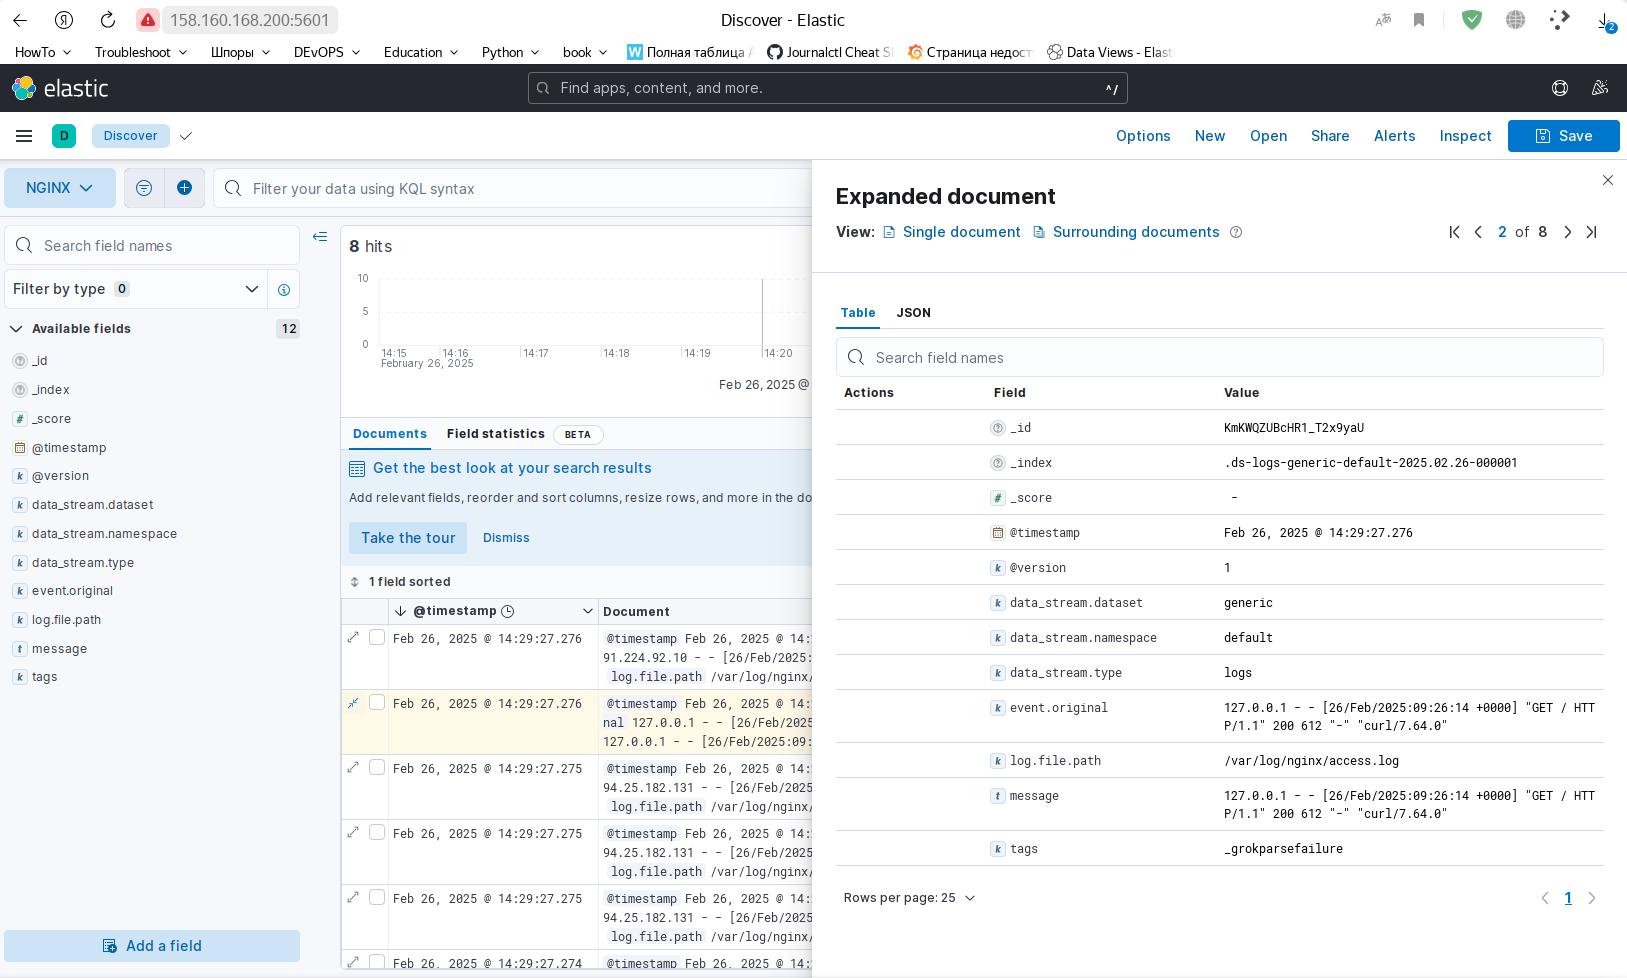 158.160.168.200:5601
Discover - Elastic
2
HowTo
Troubleshoot
Шпоры
DEvOPS
Education
Python
book
Полная таблица
Journalctl Cheat
Страница недост
Data Views - Elast
elastic
Find apps, content, and more.
^/
D
Discover
Options
New
Open
Share
Alerts
Inspect
Save
NGINX
Filter your data using KQL syntax
Search field names
Filter by type 0
Available fields
12
_id
_index
_score
@timestamp
@version
data_stream.dataset
data_stream.namespace
data_stream.type
event.original
log.file.path
message
tags
Add a field
8 hits
10
5
0
14:15
14:16
14:17
14:18
14:19
14:20
February 26, 2025
Feb 26, 2025 @
Documents
Field statistics
BETA
Get the best look at your search results
Add relevant fields, reorder and sort columns, resize rows, and more in the do
Take the tour
Dismiss
1 field sorted
@timestamp
Document
Feb 26, 2025 @ 14:29:27.276
@timestamp Feb 26, 2025 @ 14:
91.224.92.10 - - [26/Feb/2025:
log.file.path /var/log/nginx/
Feb 26, 2025 @ 14:29:27.276
@timestamp Feb 26, 2025 @ 14:
nal 127.0.0.1 - - [26/Feb/2025
127.0.0.1 - - [26/Feb/2025:09:
Feb 26, 2025 @ 14:29:27.275
@timestamp Feb 26, 2025 @ 14:
94.25.182.131 - - [26/Feb/2025
log.file.path /var/log/nginx/
Feb 26, 2025 @ 14:29:27.275
@timestamp Feb 26, 2025 @ 14:
94.25.182.131 - - [26/Feb/2025
log.file.path /var/log/nginx/
Feb 26, 2025 @ 14:29:27.275
@timestamp Feb 26, 2025 @ 14:
94.25.182.131 - - [26/Feb/2025
log.file.path /var/log/nginx/
Feb 26, 2025 @ 14:29:27.274
@timestamp Feb 26, 2025 @ 14:
Expanded document
View: Single document Surrounding documents
2 of 8
Table
JSON
Search field names
Actions Field Value
_id KmKWQZUBcHR1_T2x9yaU
_index .ds-logs-generic-default-2025.02.26-000001
_score -
@timestamp Feb 26, 2025 @ 14:29:27.276
@version 1
data_stream.dataset generic
data_stream.namespace default
data_stream.type logs
event.original 127.0.0.1 - - [26/Feb/2025:09:26:14 +0000] "GET / HTT
P/1.1" 200 612 "-" "curl/7.64.0"
log.file.path /var/log/nginx/access.log
message 127.0.0.1 - - [26/Feb/2025:09:26:14 +0000] "GET / HTT
P/1.1" 200 612 "-" "curl/7.64.0"
tags _grokparsefailure
Rows per page: 25
1